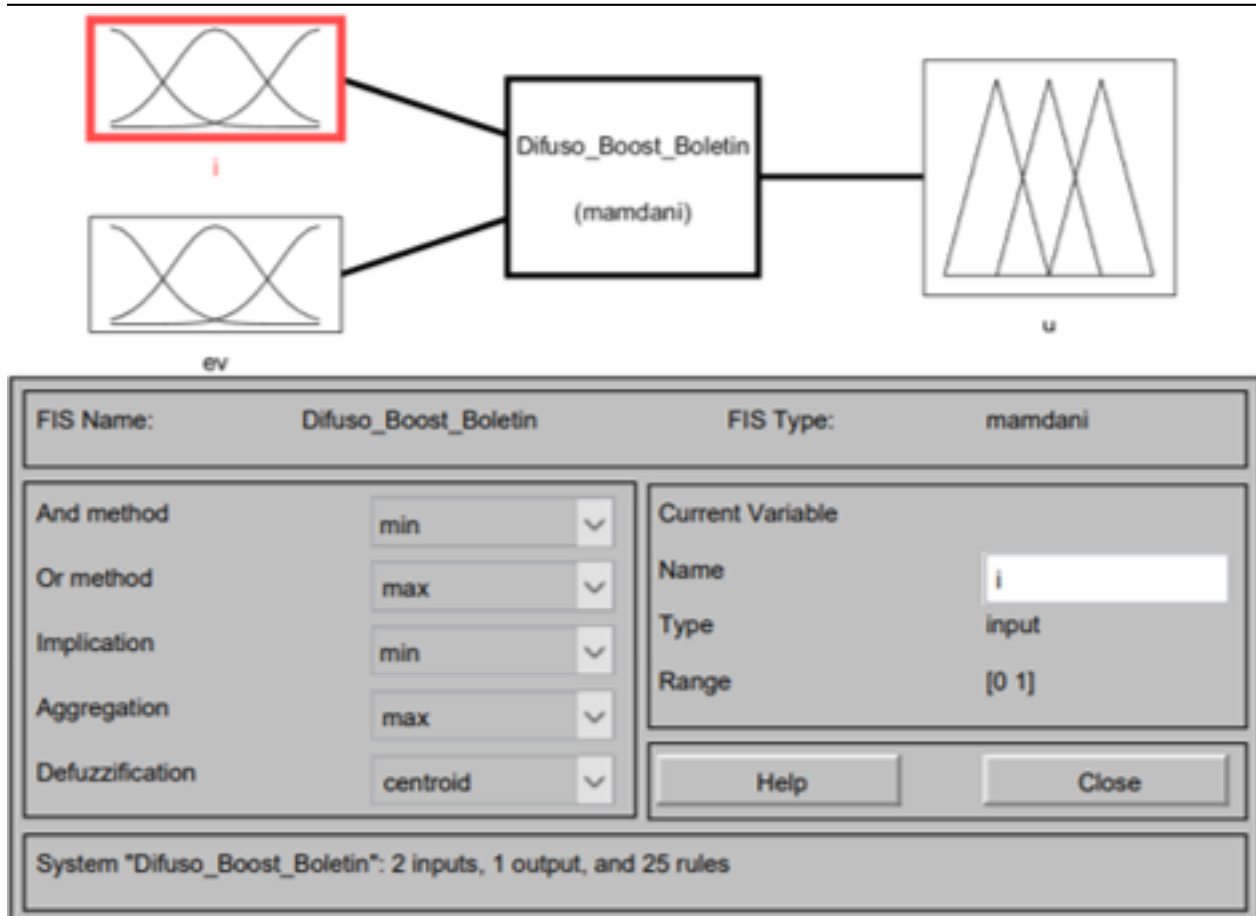 i
Difuso_Boost_Boletin
(mamdani)
u
ev
FIS Name: Difuso_Boost_Boletin FIS Type: mamdani
And method min
Or method max
Implication min
Aggregation max
Defuzzification centroid
Current Variable
Name i
Type input
Range [0 1]
Help Close
System "Difuso_Boost_Boletin": 2 inputs, 1 output, and 25 rules